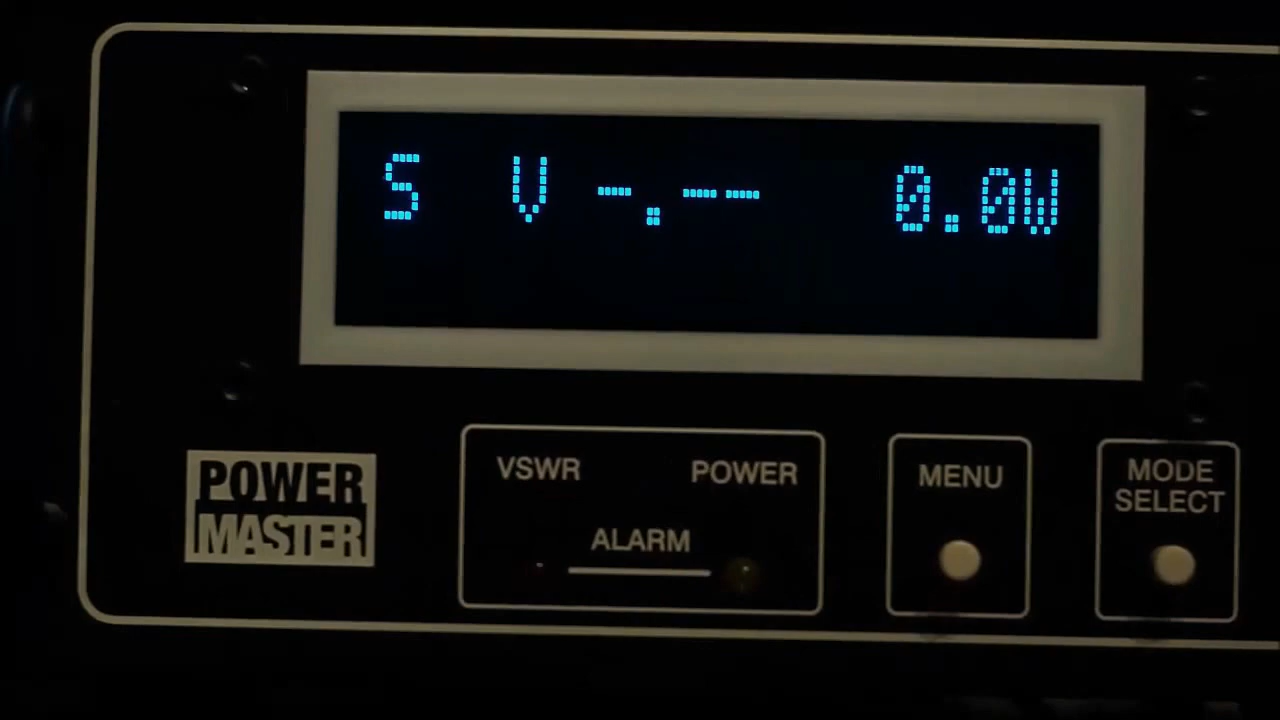 S V -.-- 0.0W
POWER
MASTER
VSWR POWER
ALARM
MENU
MODE
SELECT